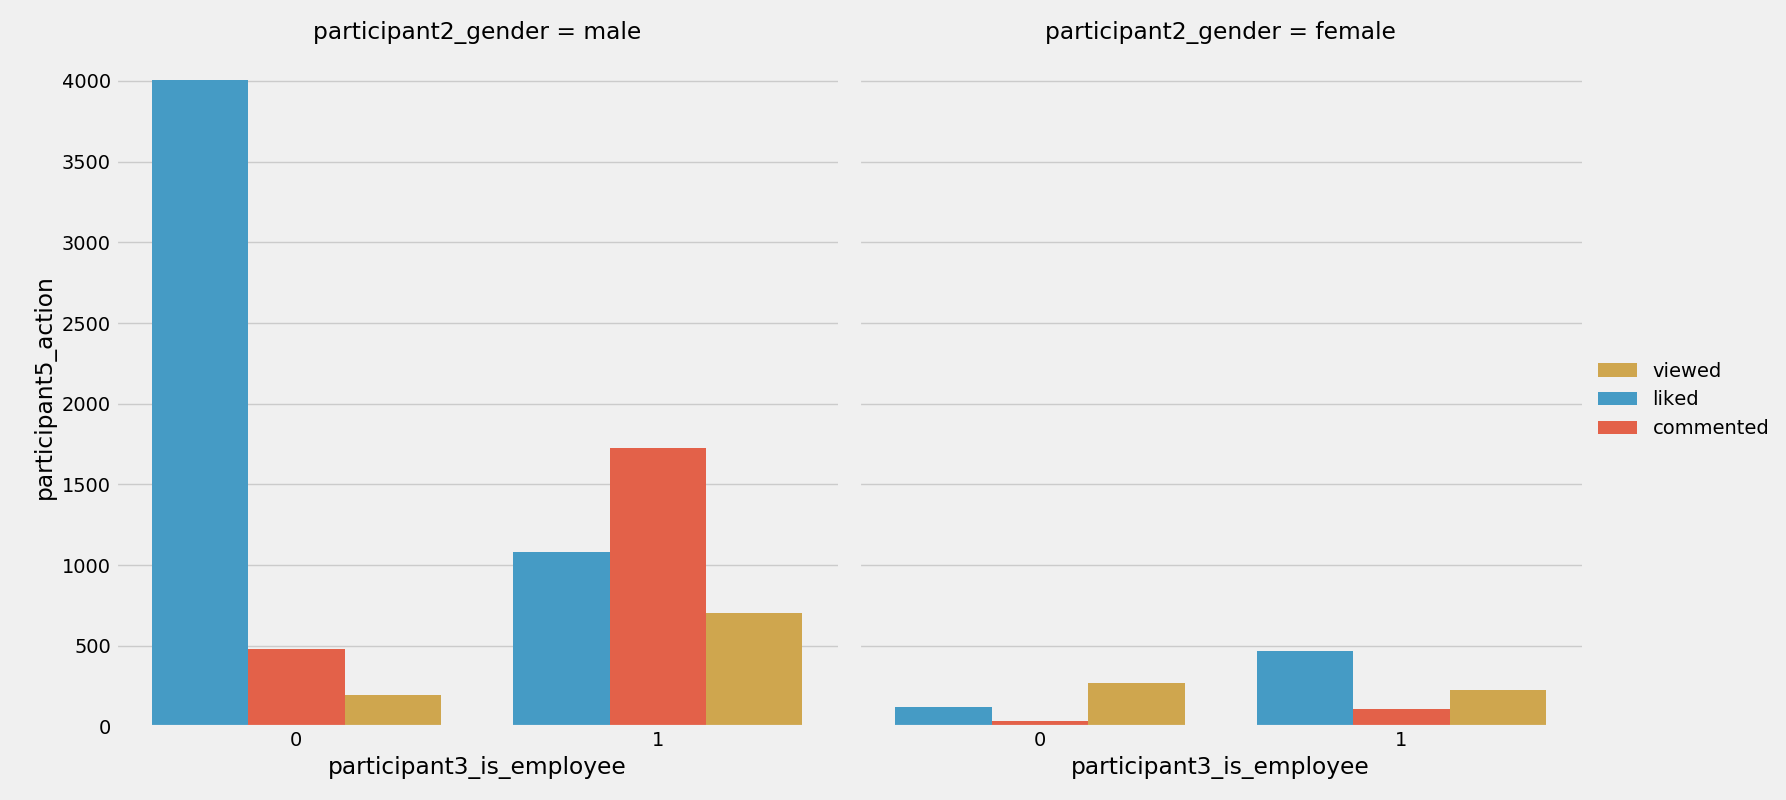 participant2_gender = male
participant2_gender = female
participant5_action
4000
3500
3000
2500
2000
1500
1000
500
0
0
1
0
1
participant3_is_employee
participant3_is_employee
viewed
liked
commented